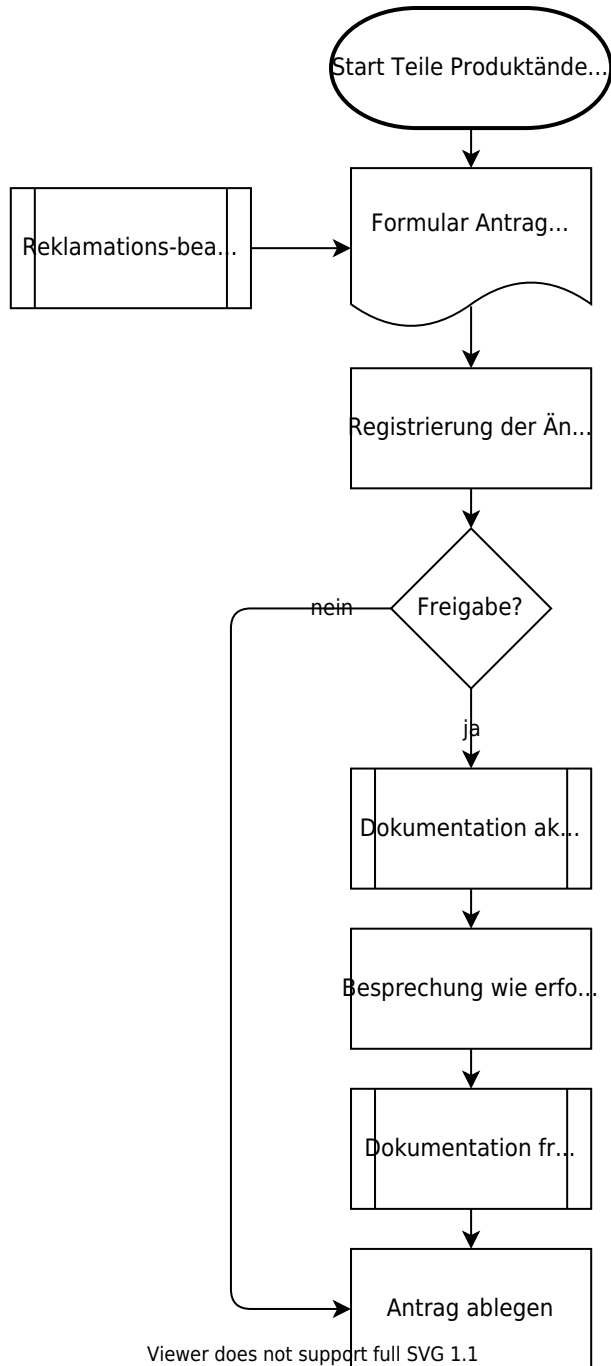 Start Teile Produktände...
Formular Antrag...
Reklamations-bea...
Registrierung der Än...
Freigabe?
nein
ja
Dokumentation ak...
Besprechung wie erfo...
Dokumentation fr...
Antrag ablegen
Viewer does not support full SVG 1.1